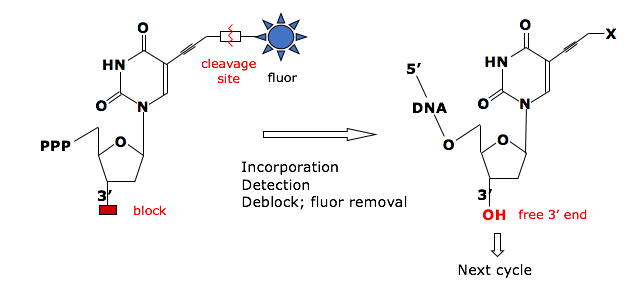 O
HN
O
N
cleavage
site
fluor
PPP
O
3′
block
Incorporation
Detection
Deblock; fluor removal
O
X
HN
O
N
5′
DNA
O
O
3′
OH free 3′ end
Next cycle